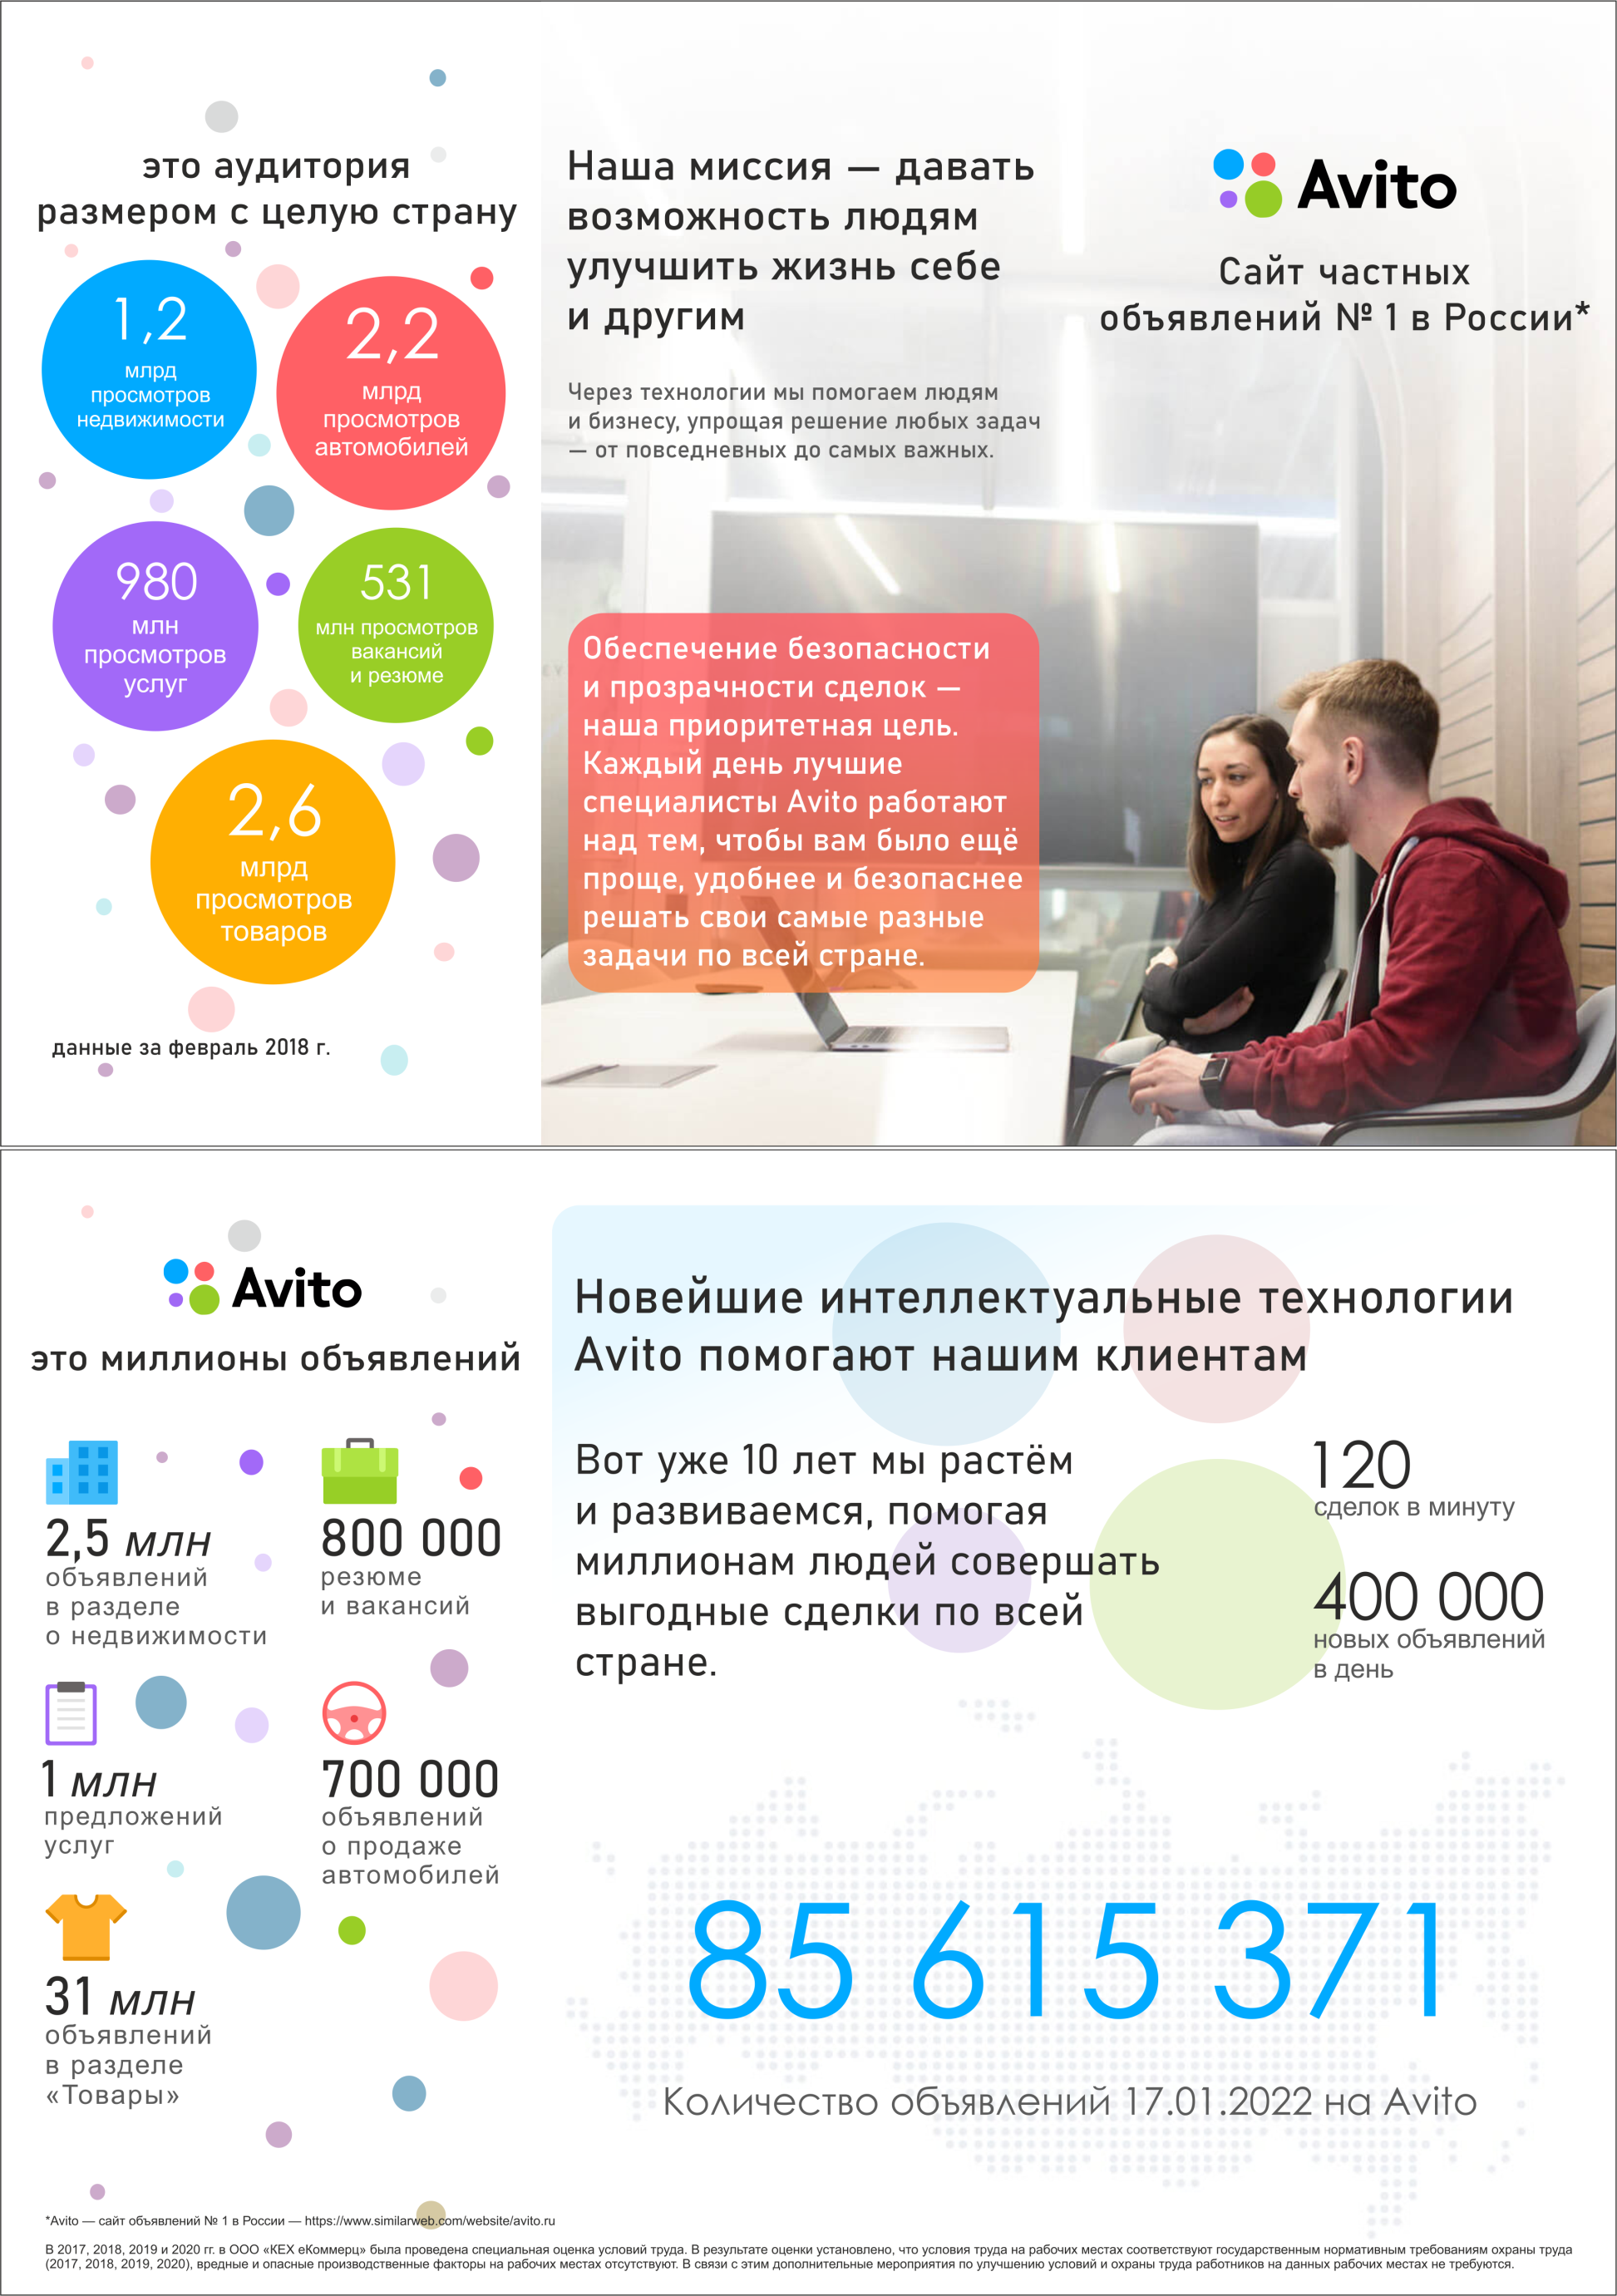 это аудитория
размером с целую страну
1,2
млрд
просмотров
недвижимости
2,2
млрд
просмотров
автомобилей
980
млн
просмотров
услуг
531
млн просмотров
вакансий
и резюме
2,6
млрд
просмотров
товаров
данные за февраль 2018 г.
Наша миссия — давать
возможность людям
улучшить жизнь себе
и другим
Через технологии мы помогаем людям
и бизнесу, упрощая решение любых задач
— от повседневных до самых важных.
Обеспечение безопасности
и прозрачности сделок —
наша приоритетная цель.
Каждый день лучшие
специалисты Avito работают
над тем, чтобы вам было ещё
проще, удобнее и безопаснее
решать свои самые разные
задачи по всей стране.
Avito
Сайт частных
объявлений № 1 в России*
Avito
это миллионы объявлений
2,5 млн
объявлений
в разделе
о недвижимости
800 000
резюме
и вакансий
1 млн
предложений
услуг
700 000
объявлений
о продаже
автомобилей
31 млн
объявлений
в разделе
«Товары»
Новейшие интеллектуальные технологии
Avito помогают нашим клиентам
Вот уже 10 лет мы растём
и развиваемся, помогая
миллионам людей совершать
выгодные сделки по всей
стране.
120
сделок в минуту
400 000
новых объявлений
в день
85 615 371
Количество объявлений 17.01.2022 на Avito
*Avito — сайт объявлений № 1 в России — https://www.similarweb.com/website/avito.ru
В 2017, 2018, 2019 и 2020 гг. в ООО «КЕХ еКоммерц» была проведена специальная оценка условий труда. В результате оценки установлено, что условия труда на рабочих местах соответствуют государственным нормативным требованиям охраны труда
(2017, 2018, 2019, 2020), вредные и опасные производственные факторы на рабочих местах отсутствуют. В связи с этим дополнительные мероприятия по улучшению условий и охраны труда работников на данных рабочих местах не требуются.